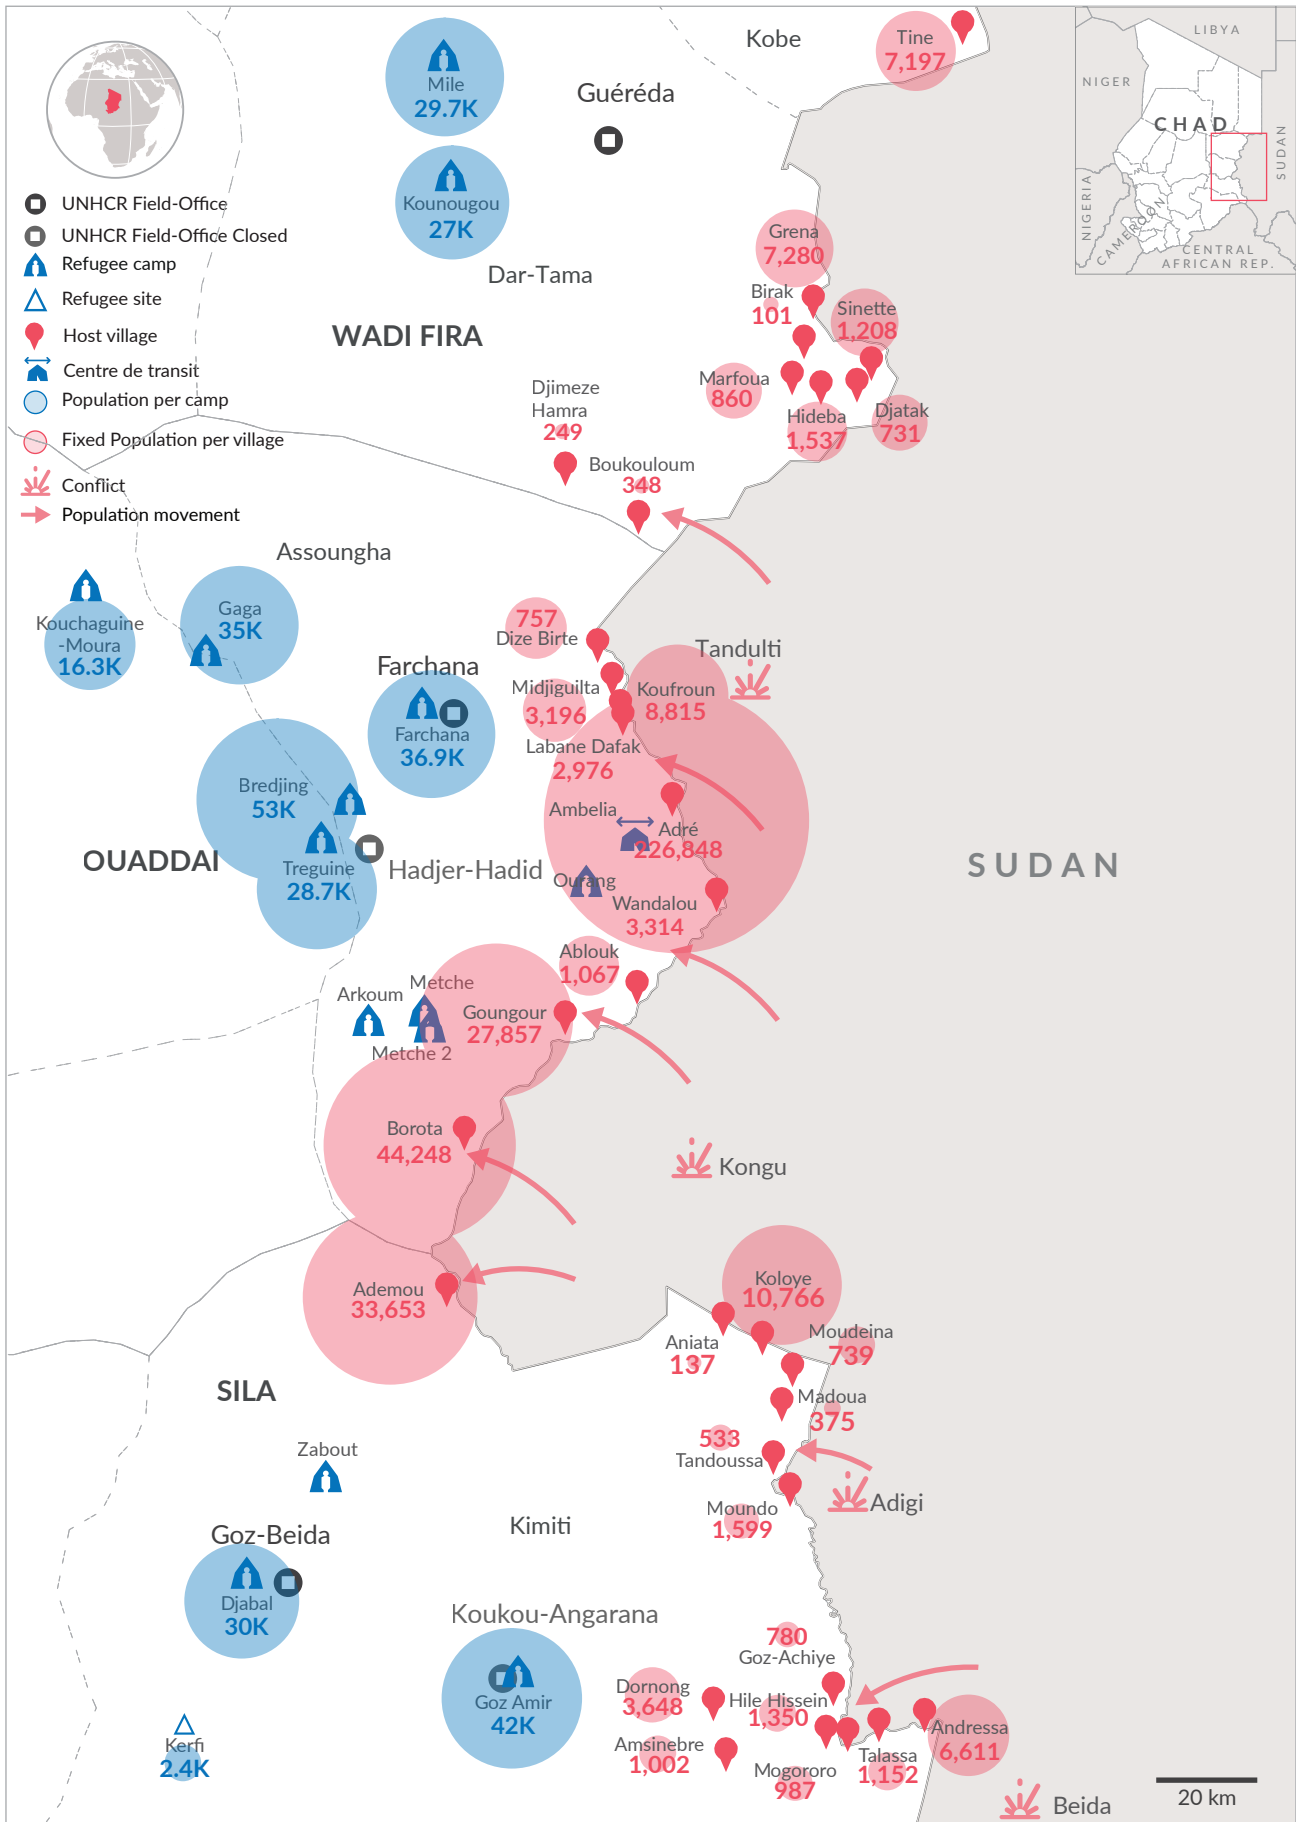 Kobe
Tine
7,197
Mile
29.7K
Guéréda
Kounougou
27K
LIBYA
NIGER
CHAD
SUDAN
NIGERIA
CAMEROON
CENTRAL
AFRICAN REP.
UNHCR Field-Office
UNHCR Field-Office Closed
Refugee camp
Refugee site
Host village
Centre de transit
Population per camp
Fixed Population per village
Conflict
Population movement
Grena
7,280
Dar-Tama
Birak
101
Sinette
1,208
WADI FIRA
Marfoua
860
Djimeze
Hamra
249
Hideba
1,537
Djatak
731
Boukouloum
348
Assoungha
Kouchaguine
-Moura
16.3K
Gaga
35K
757
Dize Birte
Tandulti
Farchana
Midjiguilta
3,196
Koufroun
8,815
Farchana
36.9K
Labane Dafak
2,976
Bredjing
53K
Ambelia
Adré
226,848
OUADDAI
Treguine
28.7K
Hadjer-Hadid
Ourang
Wandalou
3,314
SUDAN
Ablouk
1,067
Arkoum
Metche
Metche 2
Goungour
27,857
Borota
44,248
Kongu
Ademou
33,653
Koloye
10,766
Aniata
137
Moudeina
739
SILA
Madoua
375
533
Tandoussa
Zabout
Moundo
1,599
Adigi
Kimiti
Goz-Beida
Djabal
30K
Koukou-Angarana
Goz Amir
42K
780
Goz-Achiye
Dornong
3,648
Hile Hissein
1,350
Andressa
6,611
Kerfi
2.4K
Amsinebre
1,002
Mogororo
987
Talassa
1,152
Beida
20 km